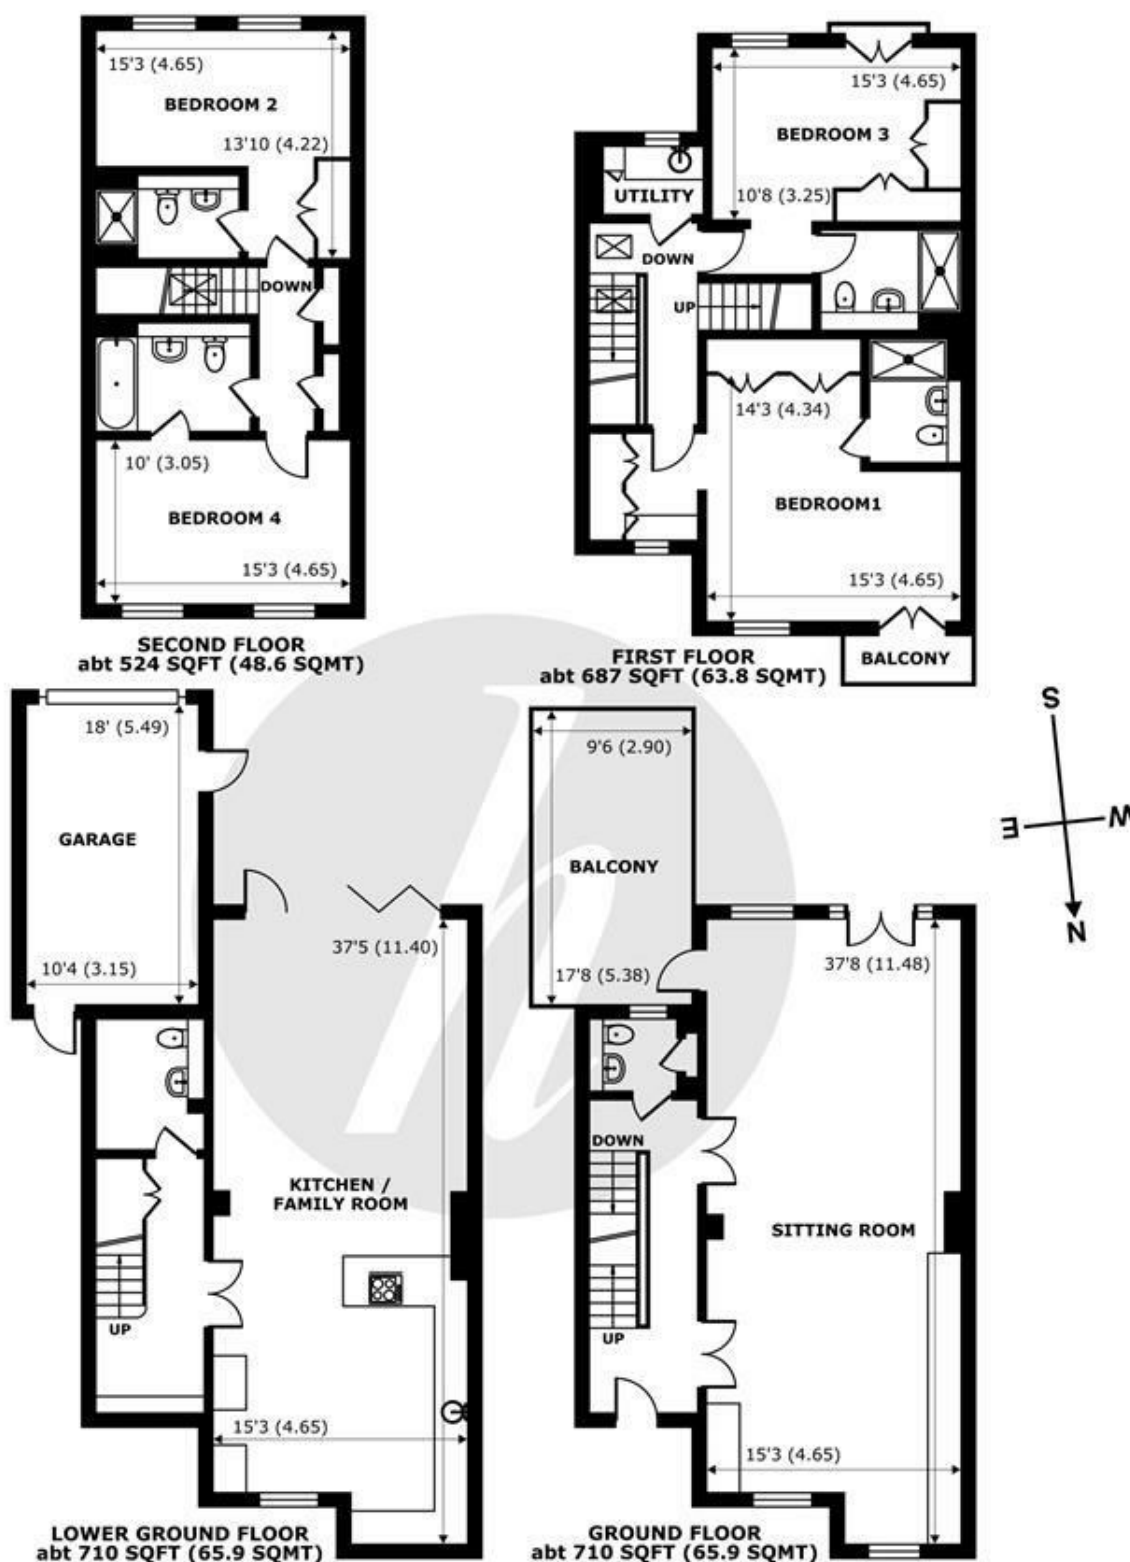 15'3 (4.65)
BEDROOM 2
13'10 (4.22)
DOWN
10' (3.05)
BEDROOM 4
15'3 (4.65)
SECOND FLOOR
abt 524 SQFT (48.6 SQMT)
15'3 (4.65)
BEDROOM 3
10'8 (3.25)
UTILITY
DOWN
UP
14'3 (4.34)
BEDROOM1
15'3 (4.65)
BALCONY
FIRST FLOOR
abt 687 SQFT (63.8 SQMT)
S
E
W
N
18' (5.49)
GARAGE
10'4 (3.15)
37'5 (11.40)
KITCHEN /
FAMILY ROOM
UP
15'3 (4.65)
LOWER GROUND FLOOR
abt 710 SQFT (65.9 SQMT)
9'6 (2.90)
BALCONY
17'8 (5.38)
37'8 (11.48)
DOWN
SITTING ROOM
UP
15'3 (4.65)
GROUND FLOOR
abt 710 SQFT (65.9 SQMT)
h